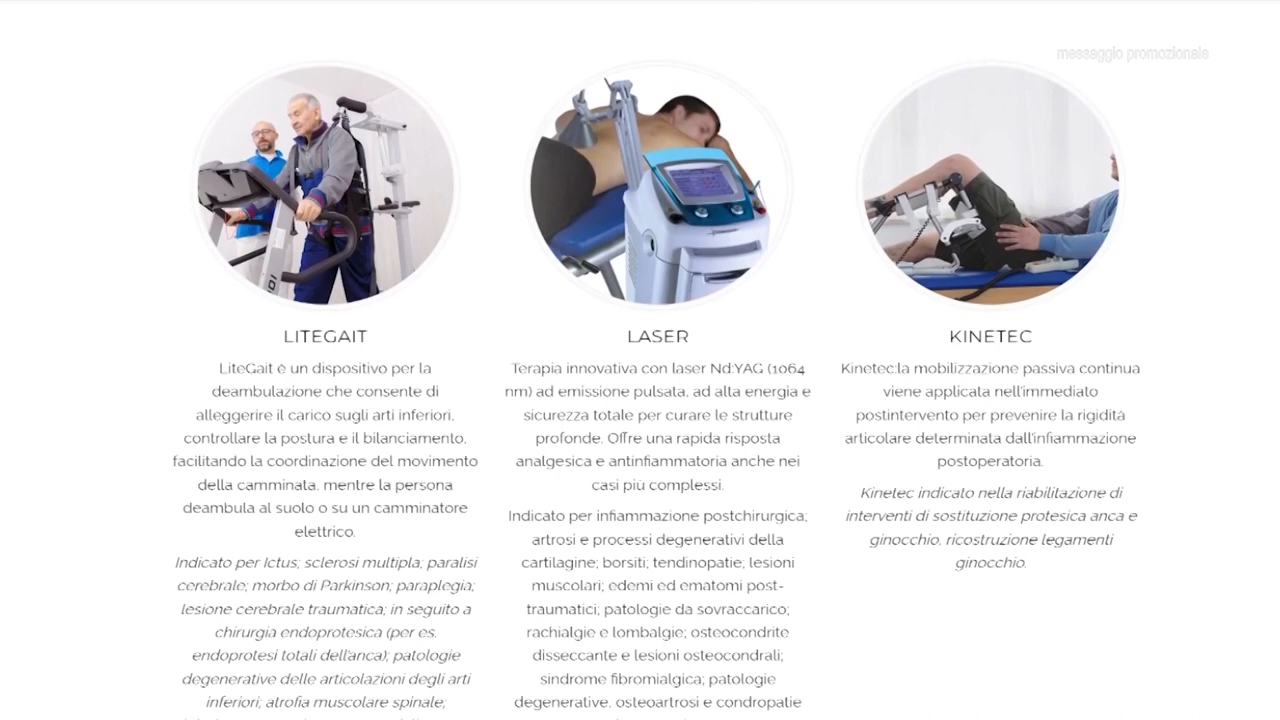 messaggio promozionale
LITEGAIT
LiteGait è un dispositivo per la
deambulazione che consente di
alleggerire il carico sugli arti inferiori,
controllare la postura e il bilanciamento,
facilitando la coordinazione del movimento
della camminata, mentre la persona
deambula al suolo o su un camminatore
elettrico.
Indicato per Ictus; sclerosi multipla; paralisi
cerebrale; morbo di Parkinson; paraplegia;
lesione cerebrale traumatica; in seguito a
chirurgia endoprotesica (per es.
endoprotesi totali dell'anca); patologie
degenerative delle articolazioni degli arti
inferiori; atrofia muscolare spinale;
LASER
Terapia innovativa con laser Nd:YAG (1064
nm) ad emissione pulsata, ad alta energia e
sicurezza totale per curare le strutture
profonde. Offre una rapida risposta
analgesica e antinfiammatoria anche nei
casi più complessi.
Indicato per infiammazione postchirurgica;
artrosi e processi degenerativi della
cartilagine; borsiti; tendinopatie; lesioni
muscolari; edemi ed ematomi post-
traumatici; patologie da sovraccarico;
rachialgie e lombalgie; osteocondrite
disseccante e lesioni osteocondrali;
sindrome fibromialgica; patologie
degenerative, osteoartrosi e condropatie
KINETEC
Kinetec:la mobilizzazione passiva continua
viene applicata nell'immediato
postintervento per prevenire la rigidità
articolare determinata dall'infiammazione
postoperatoria.
Kinetec indicato nella riabilitazione di
interventi di sostituzione protesica anca e
ginocchio, ricostruzione legamenti
ginocchio.